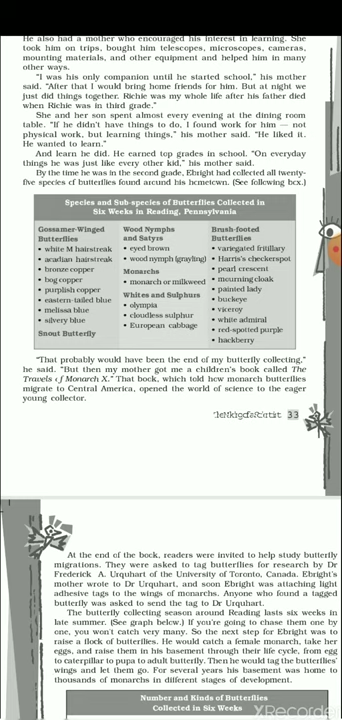 He also had a mother who encouraged his interest in learning. She
took him on trips, bought him telescopes, microscopes, cameras,
mounting materials, and other equipment and helped him in many
other ways.
"I was his only companion until he started school," his mother
said. "After that I would bring home friends for him. But at night we
just did things together. Richie was my whole life after his father died
when Richie was in third grade."
She and her son spent almost every evening at the dining room
table. "If he didn't have things to do, I found work for him — not
physical work, but learning things," his mother said. "He liked it.
He wanted to learn."
And learn he did. He earned top grades in school. "On everyday
things he was just like every other kid," his mother said.
By the time he was in the second grade, Ebright had collected all twenty-
five species of butterflies found around his hometown. (See following box.)
Species and Sub-species of Butterflies Collected in
Six Weeks in Reading, Pennsylvania
Gossamer-Winged
Butterflies
• white M hairstreak
• acadian hairstreak
• bronze copper
• bog copper
• purplish copper
• eastern-tailed blue
• melissa blue
• silvery blue
Snout Butterfly
Wood Nymphs
and Satyrs
• eyed brown
• wood nymph (grayling)
Monarchs
• monarch or milkweed
Whites and Sulphurs
• olympia
• cloudless sulphur
• European cabbage
Brush-footed
Butterflies
• variegated fritillary
• Harris's checkerspot
• pearl crescent
• mourning cloak
• painted lady
• buckeye
• viceroy
• white admiral
• red-spotted purple
• hackberry
"That probably would have been the end of my butterfly collecting,"
he said. "But then my mother got me a children's book called The
Travels of Monarch X." That book, which told how monarch butterflies
migrate to Central America, opened the world of science to the eager
young collector.
33
At the end of the book, readers were invited to help study butterfly
migrations. They were asked to tag butterflies for research by Dr
Frederick A. Urquhart of the University of Toronto, Canada. Ebright's
mother wrote to Dr Urquhart, and soon Ebright was attaching light
adhesive tags to the wings of monarchs. Anyone who found a tagged
butterfly was asked to send the tag to Dr Urquhart.
The butterfly collecting season around Reading lasts six weeks in
late summer. (See graph below.) If you're going to chase them one by
one, you won't catch very many. So the next step for Ebright was to
raise a flock of butterflies. He would catch a female monarch, take her
eggs, and raise them in his basement through their life cycle, from egg
to caterpillar to pupa to adult butterfly. Then he would tag the butterflies'
wings and let them go. For several years his basement was home to
thousands of monarchs in different stages of development.
Number and Kinds of Butterflies
Collected in Six Weeks
XRecorder